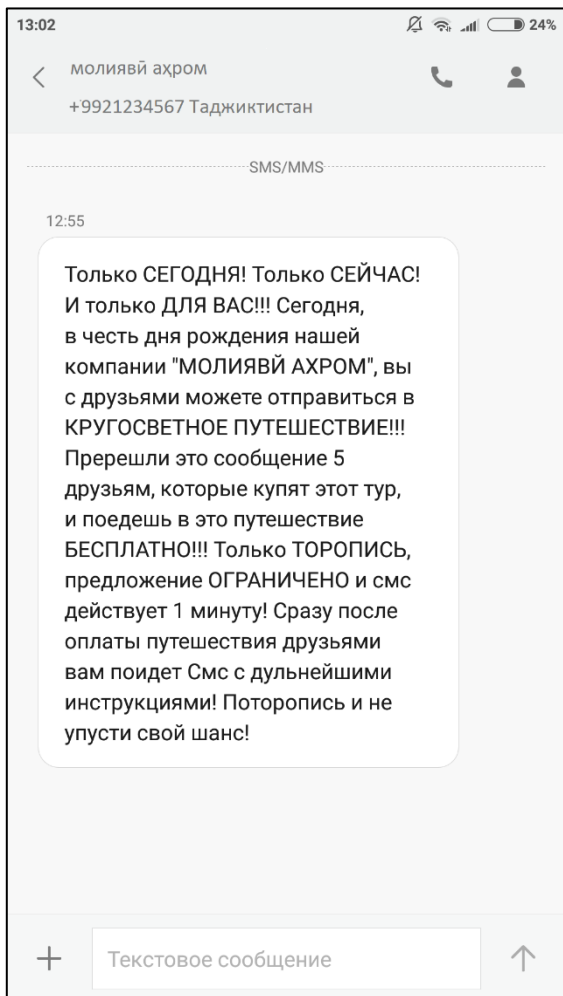 13:02 24%
молиявӣ аҳром
+9921234567 Таджиктистан
SMS/MMS
12:55
Только СЕГОДНЯ! Только СЕЙЧАС!
И только ДЛЯ ВАС!!! Сегодня,
в честь дня рождения нашей
компании "МОЛИЯВЙ АХРОМ", вы
с друзьями можете отправиться в
КРУГОСВЕТНОЕ ПУТЕШЕСТВИЕ!!!
Пререшли это сообщение 5
друзьям, которые купят этот тур,
и поедешь в это путешествие
БЕСПЛАТНО!!! Только ТОРОПИСЬ,
предложение ОГРАНИЧЕНО и смс
действует 1 минуту! Сразу после
оплаты путешествия друзьями
вам поидет Смс с дульнейшими
инструкциями! Поторопись и не
упусти свой шанс!
Текстовое сообщение